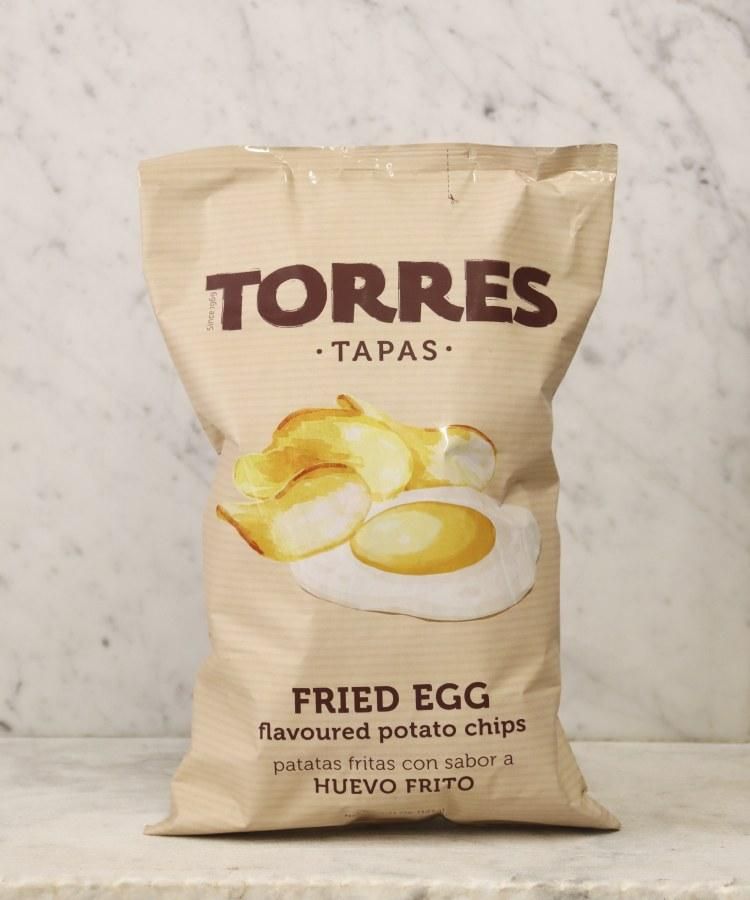 Since 1969
TORRES
·TAPAS·
FRIED EGG
flavoured potato chips
patatas fritas con sabor a
HUEVO FRITO